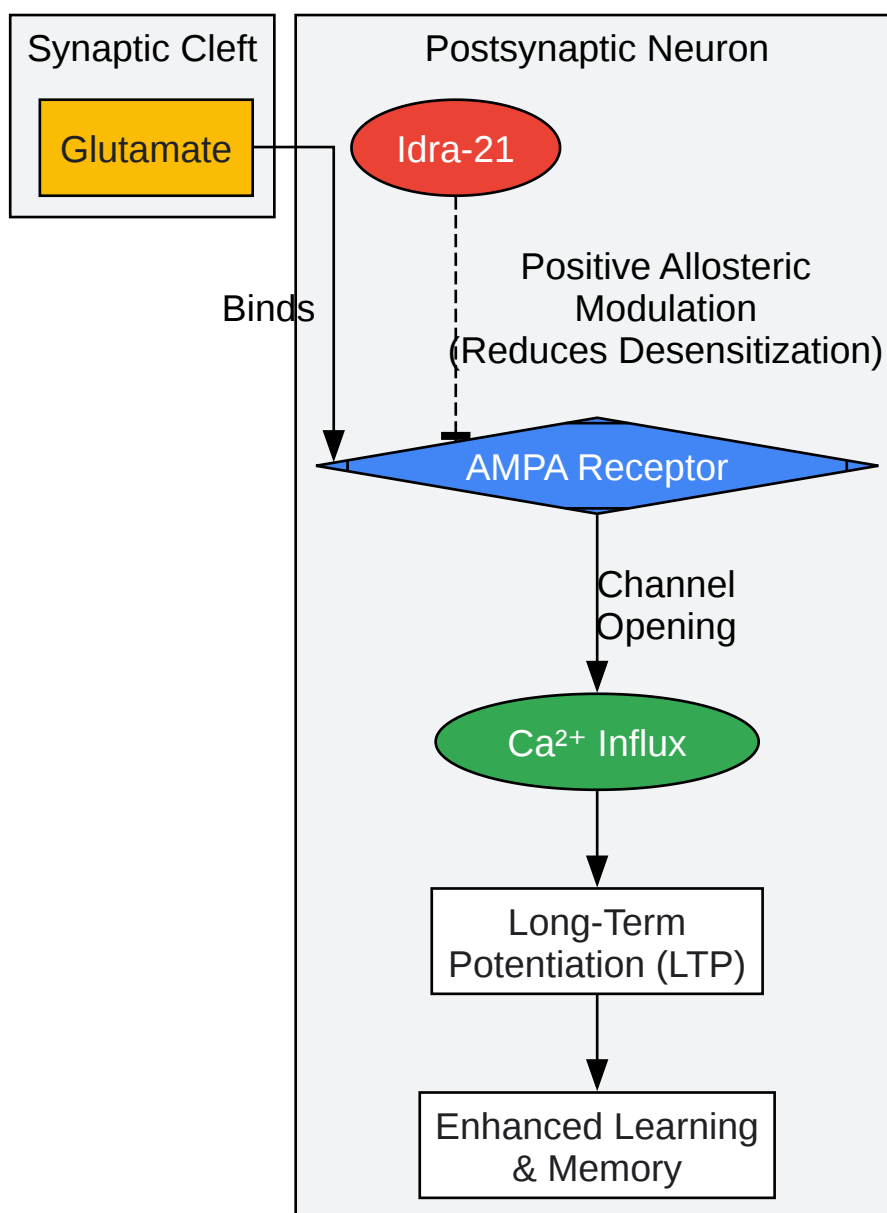 Synaptic Cleft
Postsynaptic Neuron
Glutamate
Idra-21
Binds
Positive Allosteric
Modulation
(Reduces Desensitization)
AMPA Receptor
Channel
Opening
Ca²⁺ Influx
Long-Term
Potentiation (LTP)
Enhanced Learning
& Memory